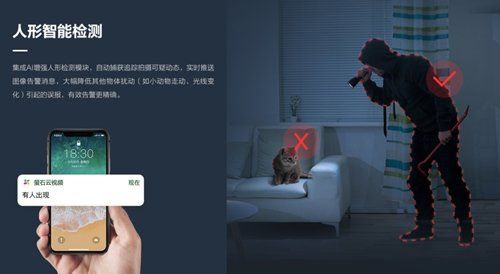 人形智能检测
集成AI增强人形检测模块，自动捕获追踪拍摄可疑动态，实时推送
图像告警消息，大幅降低其他物体扰动（如小动物走动、光线变
化）引起的误报，有效告警更精确。
18:30
萤石云视频
现在
有人出现